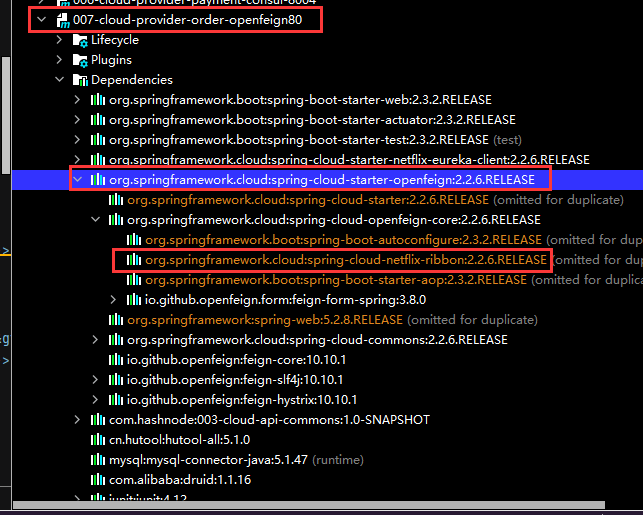 006-cloud-provider-payment-consul-8004
007-cloud-provider-order-openfeign80
Lifecycle
Plugins
Dependencies
org.springframework.boot:spring-boot-starter-web:2.3.2.RELEASE
org.springframework.boot:spring-boot-starter-actuator:2.3.2.RELEASE
org.springframework.boot:spring-boot-starter-test:2.3.2.RELEASE (test)
org.springframework.cloud:spring-cloud-starter-netflix-eureka-client:2.2.6.RELEASE
org.springframework.cloud:spring-cloud-starter-openfeign:2.2.6.RELEASE
org.springframework.cloud:spring-cloud-starter:2.2.6.RELEASE (omitted for duplicate)
org.springframework.cloud:spring-cloud-openfeign-core:2.2.6.RELEASE
org.springframework.boot:spring-boot-autoconfigure:2.3.2.RELEASE (omitted for dup
org.springframework.cloud:spring-cloud-netflix-ribbon:2.2.6.RELEASE (omitted for du
org.springframework.boot:spring-boot-starter-aop:2.3.2.RELEASE (omitted for duplica
io.github.openfeign.form:feign-form-spring:3.8.0
org.springframework:spring-web:5.2.8.RELEASE (omitted for duplicate)
org.springframework.cloud:spring-cloud-commons:2.2.6.RELEASE
io.github.openfeign:feign-core:10.10.1
io.github.openfeign:feign-slf4j:10.10.1
io.github.openfeign:feign-hystrix:10.10.1
com.hashnode:003-cloud-api-commons:1.0-SNAPSHOT
cn.hutool:hutool-all:5.1.0
mysql:mysql-connector-java:5.1.47 (runtime)
com.alibaba:druid:1.1.16
junit:junit:4.12